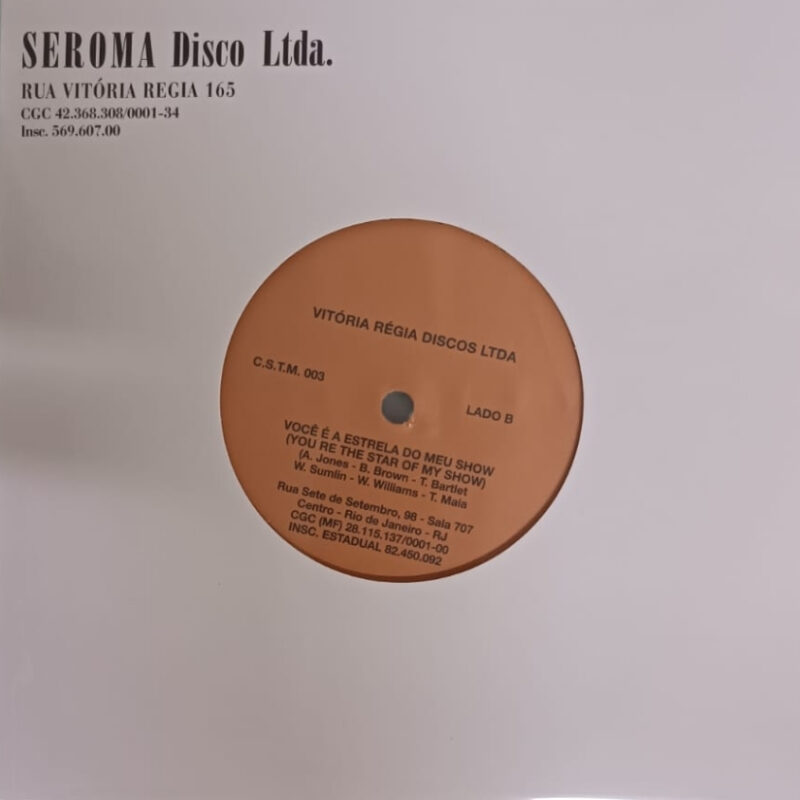 SEROMA Disco Ltda.
RUA VITÓRIA REGIA 165
CGC 42.368.308/0001-34
Insc. 569.607.00
VITÓRIA RÉGIA DISCOS LTDA
C.S.T.M. 003
LADO B
VOCÊ É A ESTRELA DO MEU SHOW
(YOU RE THE STAR OF MY SHOW)
(A. Jones - B. Brown - T. Bartlet
W. Sumlin - W. Williams - T. Maia
Rua Sete de Setembro, 98 - Sala 707
Centro - Rio de Janeiro - RJ
CGC (MF) 28.115.137/0001-00
INSC. ESTADUAL 82.450.092